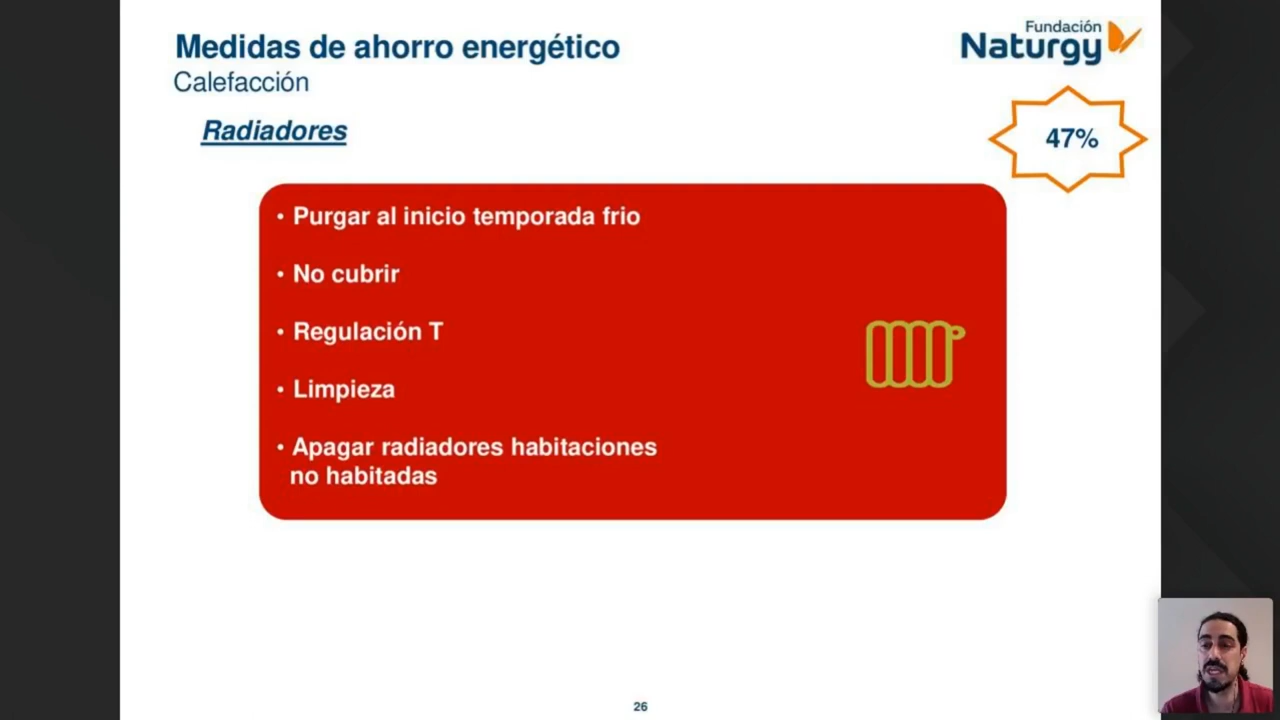 Medidas de ahorro energético
Calefacción
Fundación
Naturgy
Radiadores
47%
• Purgar al inicio temporada frio
• No cubrir
• Regulación T
• Limpieza
• Apagar radiadores habitaciones
no habitadas
26